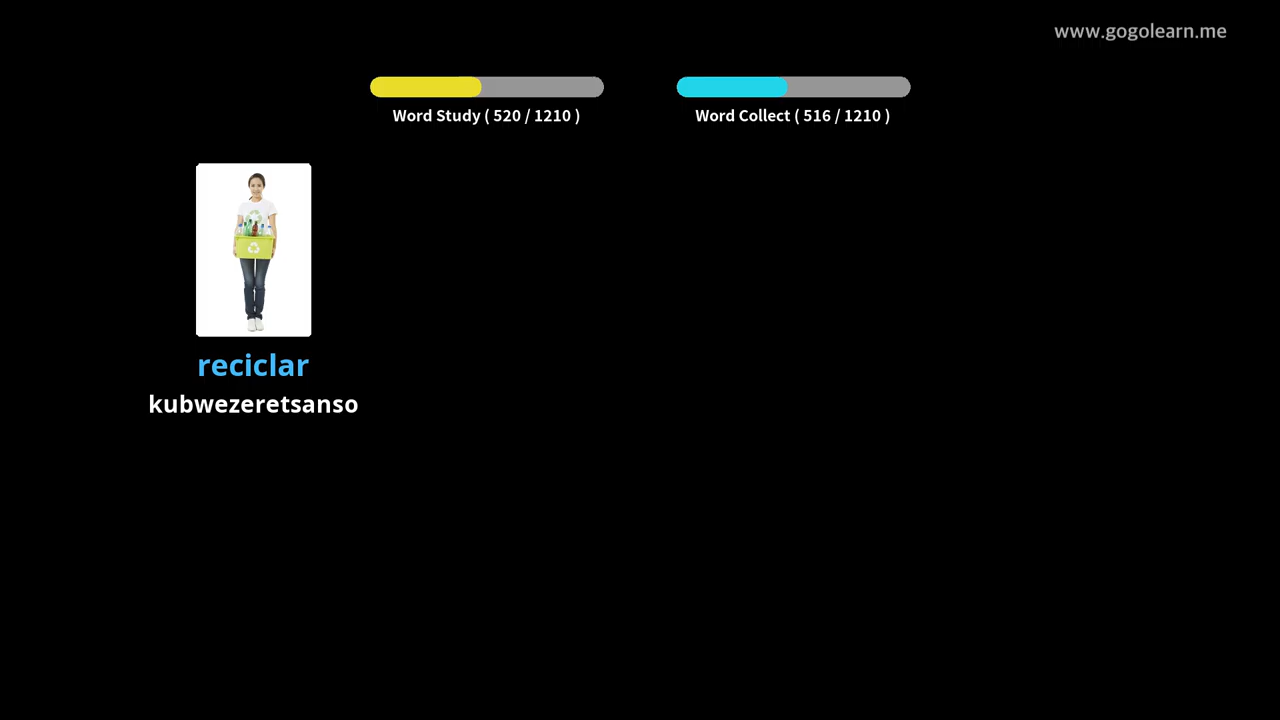 www.gogolearn.me
Word Study ( 520 / 1210 )
Word Collect ( 516 / 1210 )
reciclar
kubwezeretsanso